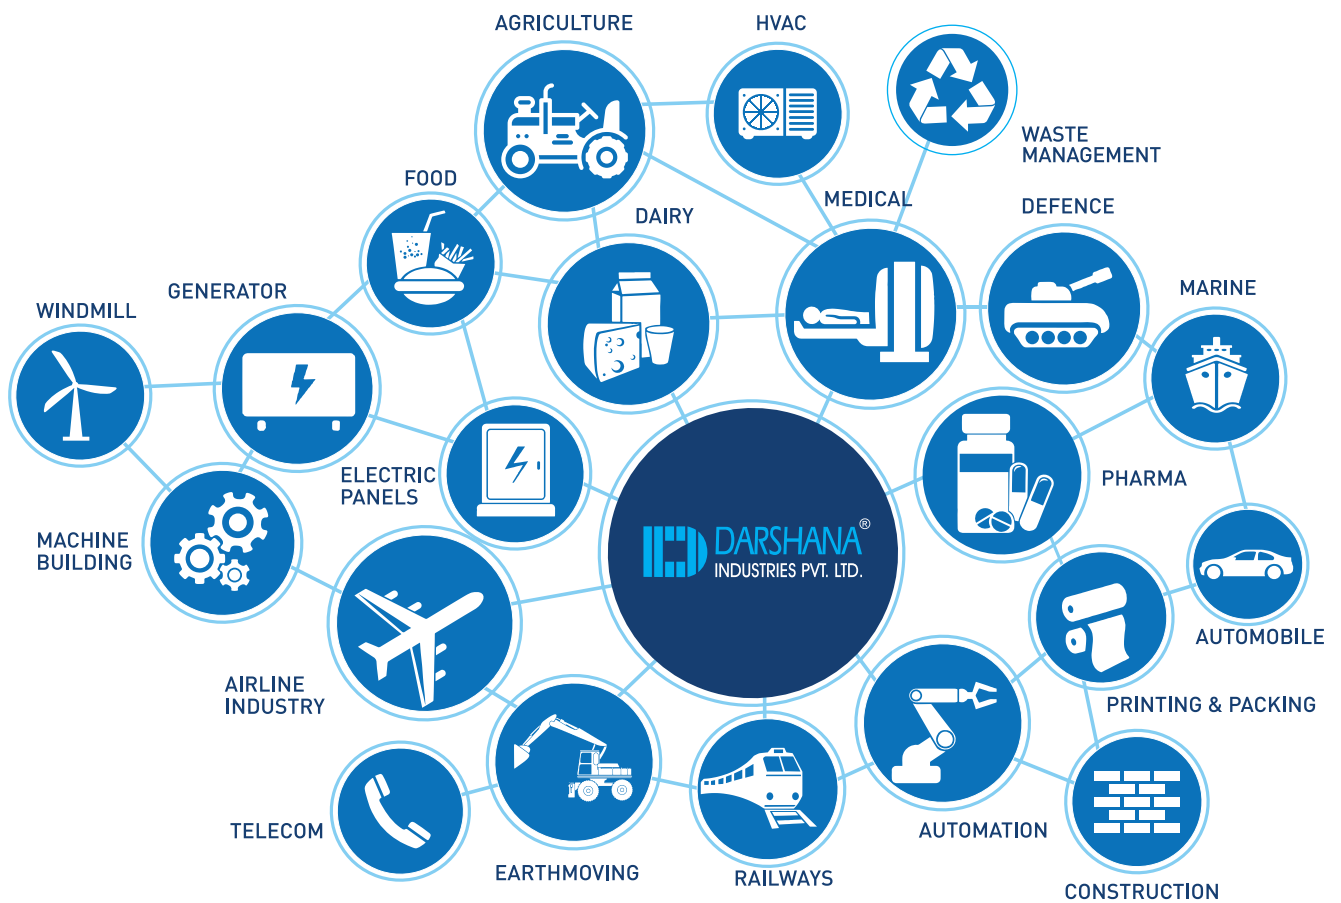 AGRICULTURE
HVAC
WASTE
MANAGEMENT
FOOD
DAIRY
MEDICAL
DEFENCE
WINDMILL
GENERATOR
MARINE
ELECTRIC
PANELS
PHARMA
MACHINE
BUILDING
DARSHANA®
INDUSTRIES PVT. LTD.
AUTOMOBILE
AIRLINE
INDUSTRY
PRINTING & PACKING
TELECOM
EARTHMOVING
RAILWAYS
AUTOMATION
CONSTRUCTION